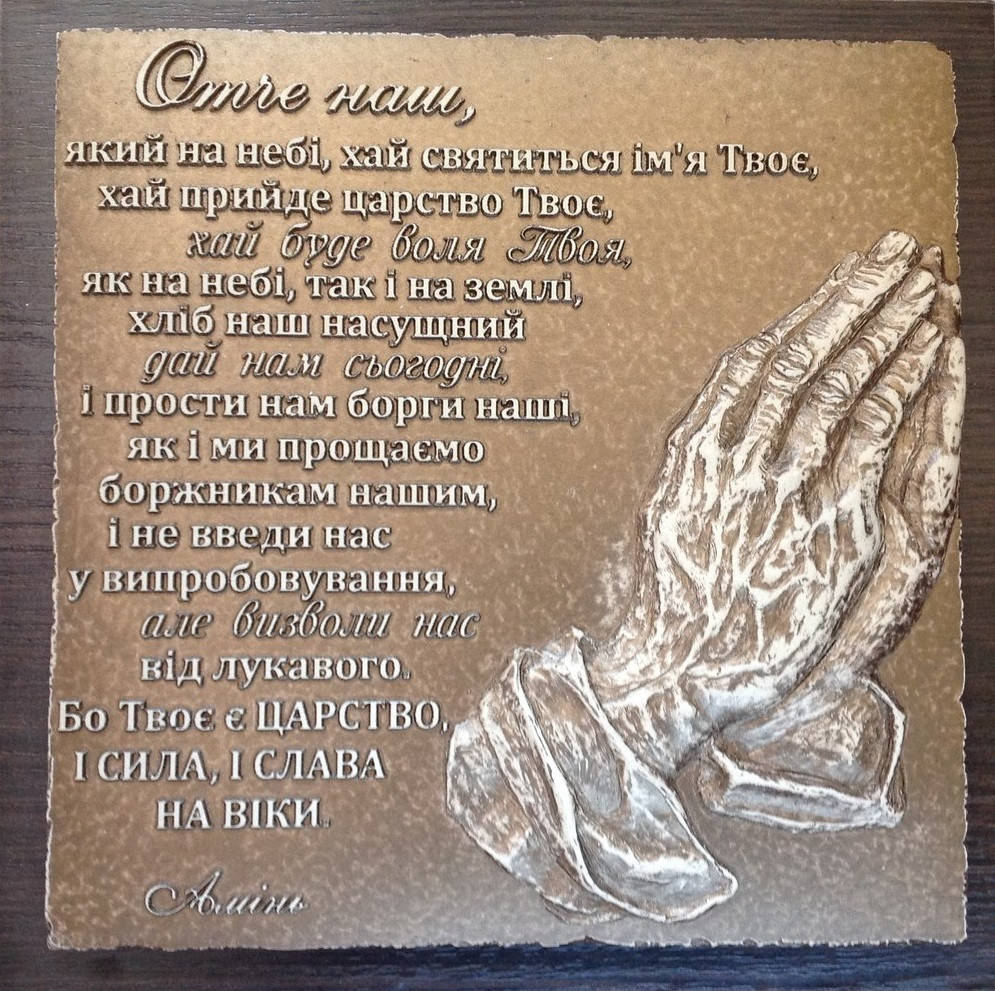 Отче наш,
який на небі, хай святиться ім'я Твоє,
хай прийде царство Твоє,
хай буде воля Твоя,
як на небі, так і на землі,
хліб наш насущний
дай нам сьогодні,
і прости нам борги наші,
як і ми прощаємо
боржникам нашим,
і не введи нас
у випробовування,
але визволи нас
від лукавого.
Бо Твоє є ЦАРСТВО,
І СИЛА, І СЛАВА
НА ВІКИ.
Амінь